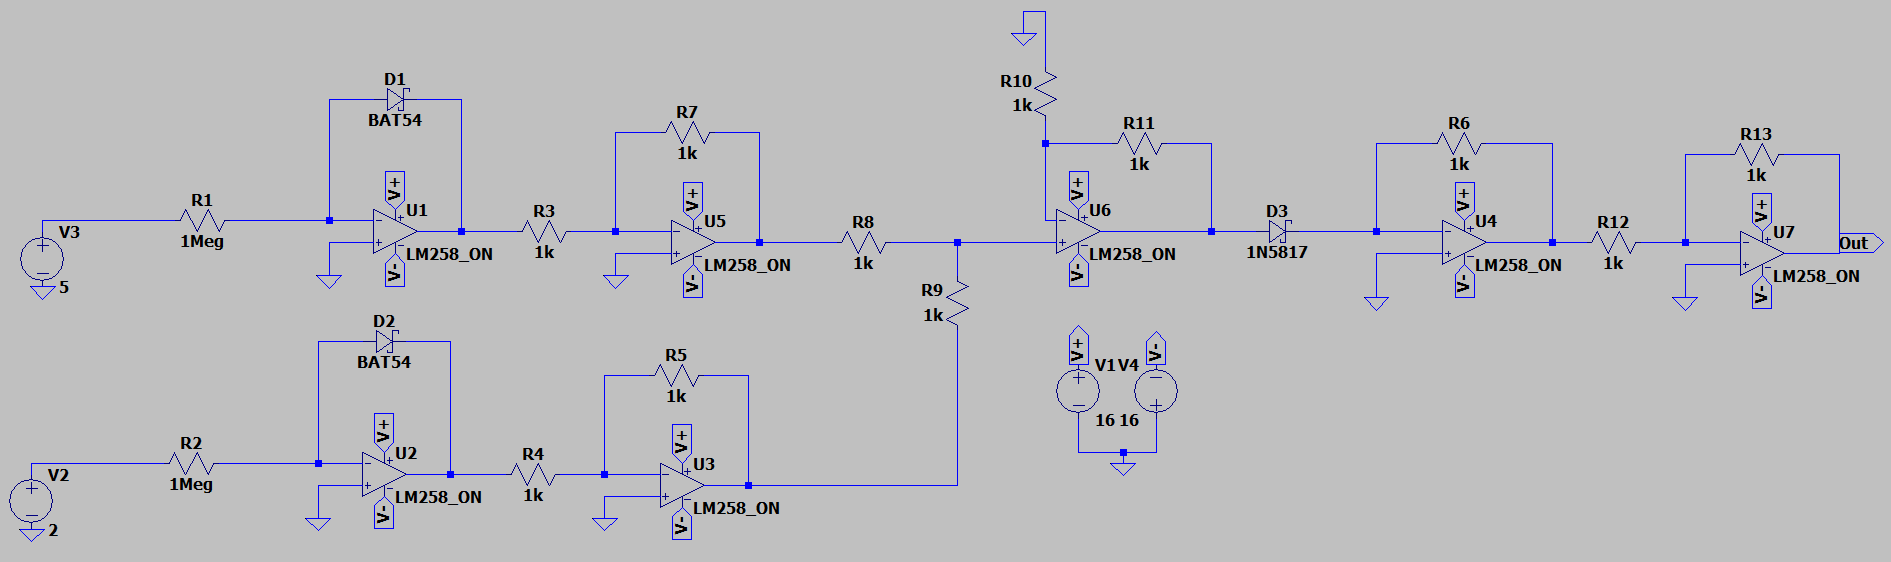 D1
BAT54
V+
R1
1Meg
U1
LM258_ON
V-
V3
5
R3
1k
R7
1k
V+
U5
LM258_ON
V-
R8
1k
R9
1k
R10
1k
R11
1k
V+
U6
LM258_ON
V-
D3
1N5817
R6
1k
V+
U4
LM258_ON
V-
R12
1k
R13
1k
V+
U7
LM258_ON
V-
Out
D2
BAT54
V+
R2
1Meg
U2
LM258_ON
V-
V2
2
R4
1k
R5
1k
V+
U3
LM258_ON
V-
V+
V-
V1 V4
16 16